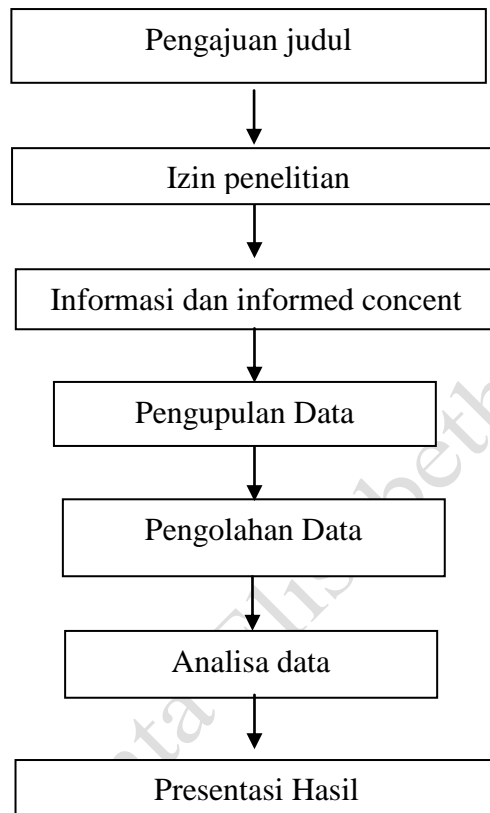 Pengajuan judul
Izin penelitian
Informasi dan informed concent
Pengupulan Data
Pengolahan Data
Analisa data
Presentasi Hasil